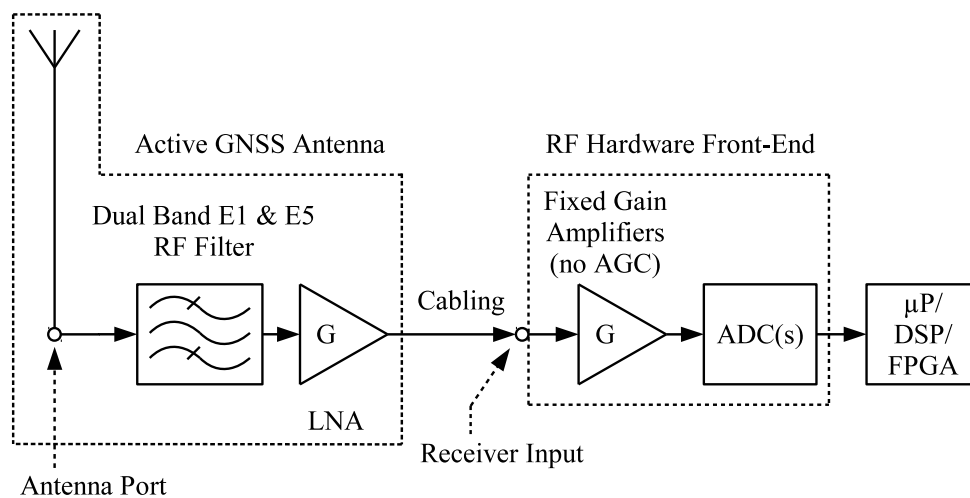 Active GNSS Antenna
RF Hardware Front-End
Dual Band E1 & E5
RF Filter
Fixed Gain
Amplifiers
(no AGC)
Cabling
G
G
ADC(s)
µP/
DSP/
FPGA
LNA
Receiver Input
Antenna Port